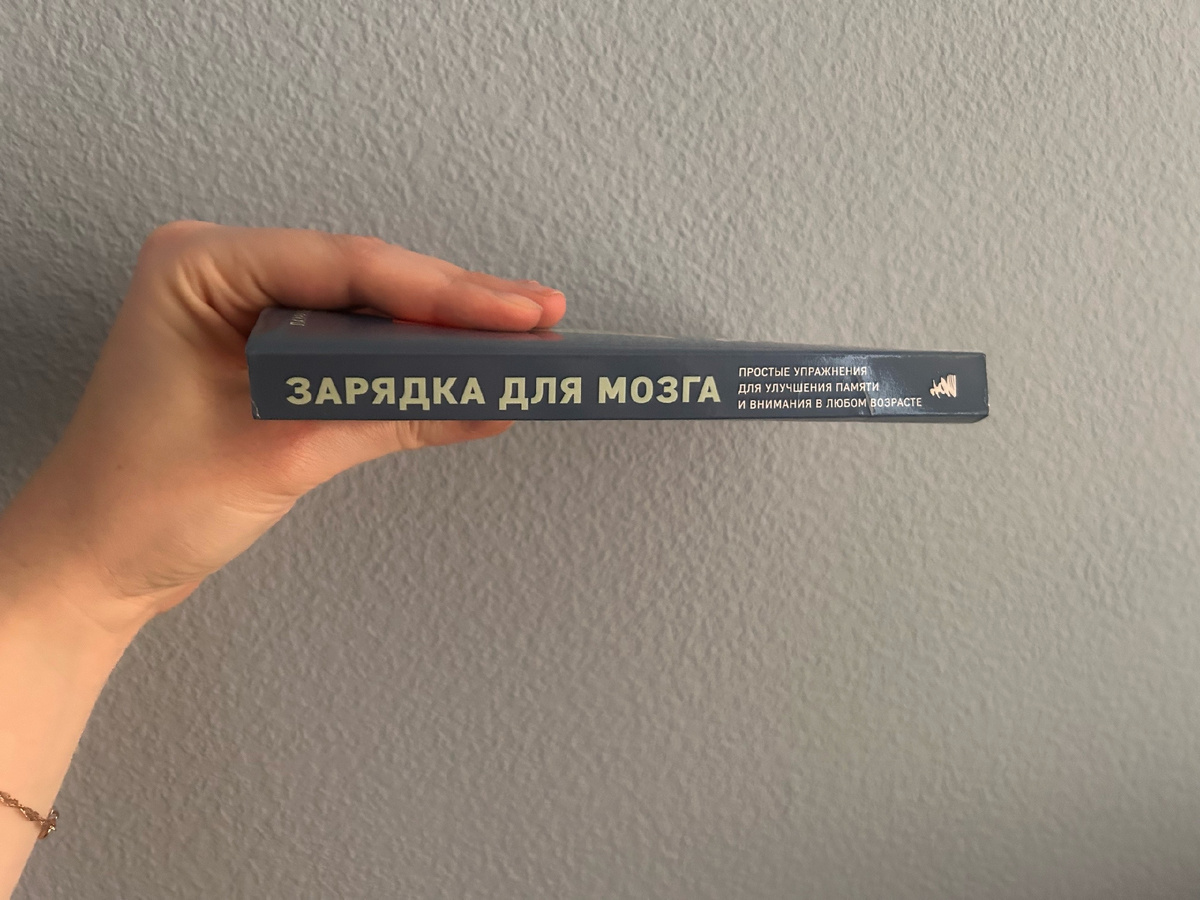 ЗАРЯДКА ДЛЯ МОЗГА
ПРОСТЫЕ УПРАЖНЕНИЯ
ДЛЯ УЛУЧШЕНИЯ ПАМЯТИ
И ВНИМАНИЯ В ЛЮБОМ ВОЗРАСТЕ